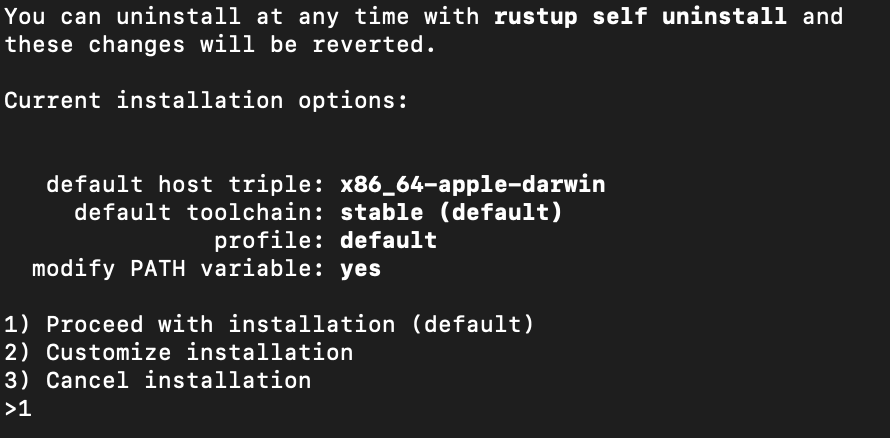 You can uninstall at any time with rustup self uninstall and
these changes will be reverted.
Current installation options:
default host triple: x86_64-apple-darwin
default toolchain: stable (default)
profile: default
modify PATH variable: yes
1) Proceed with installation (default)
2) Customize installation
3) Cancel installation
>1